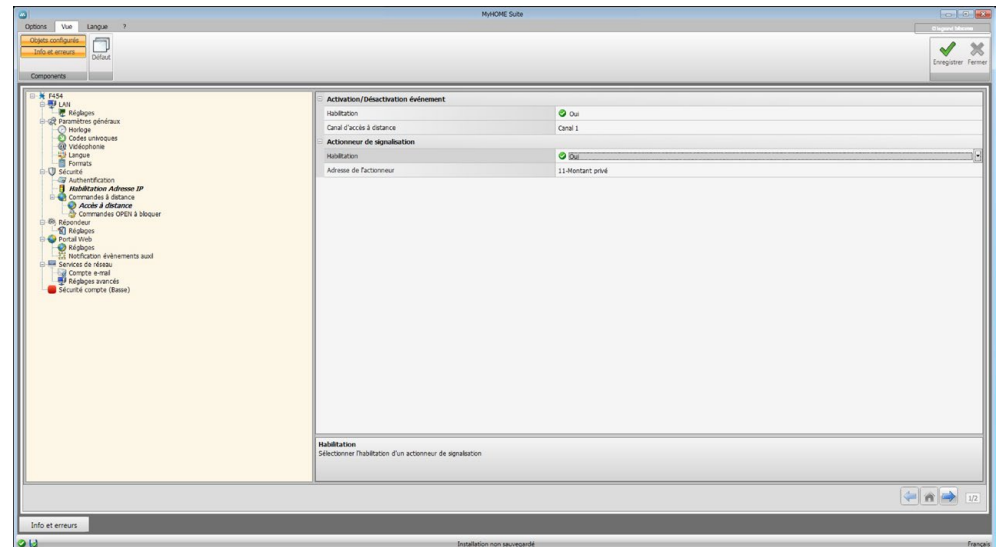 MyHOME Suite
Options Vue Langue ?
Objets configurés
Info et erreurs
Défaut
Components
Enregistrer Fermer
F454
LAN
Réglages
Paramètres généraux
Horloge
Codes univoques
Vidéophonie
Langue
Formats
Sécurité
Authentification
Habilitation Adresse IP
Commandes à distance
Accès à distance
Commandes OPEN à bloquer
Répondeur
Réglages
Portail Web
Réglages
Notification évènements auxil
Services de réseau
Compte e-mail
Réglages avancés
Sécurité compte (Basse)
Activation/Désactivation événement
Habilitation Oui
Canal d'accès à distance Canal 1
Actionneur de signalisation
Habilitation Oui
Adresse de l'actionneur 11-Montant privé
Habilitation
Sélectionner l'habilitation d'un actionneur de signalisation
1/2
Info et erreurs
Installation non sauvegardé
Français